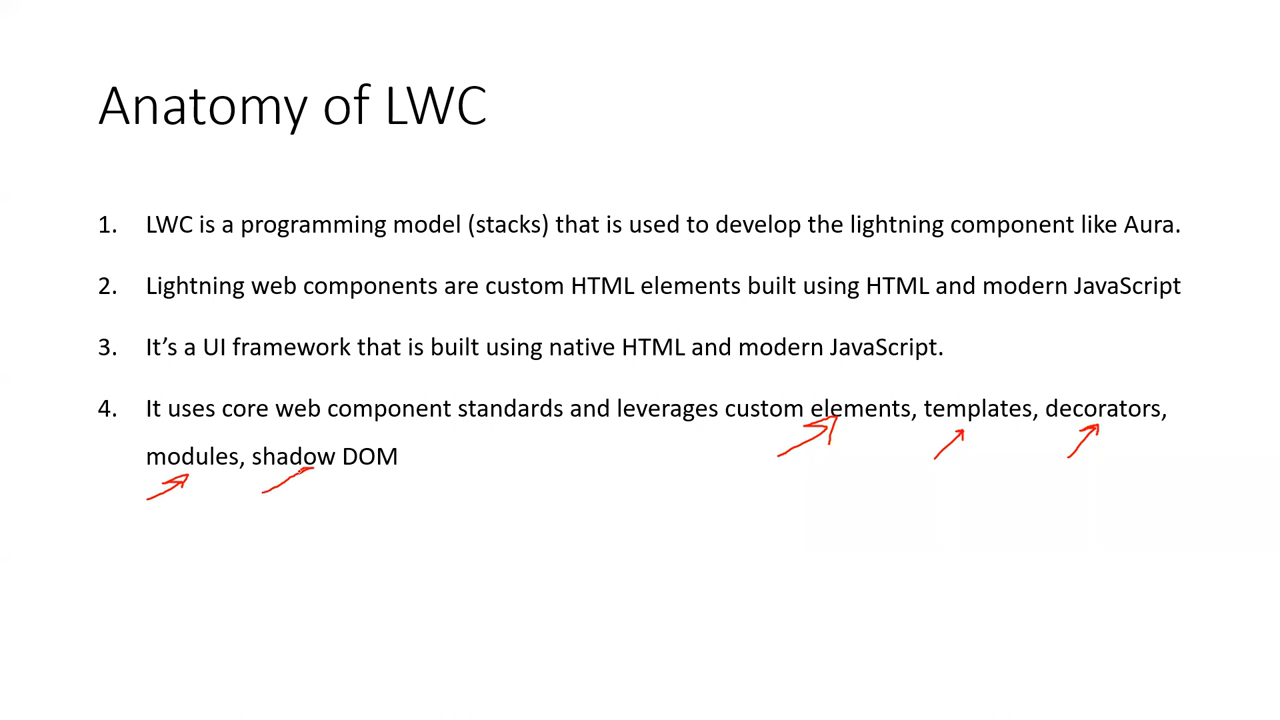 Anatomy of LWC
1. LWC is a programming model (stacks) that is used to develop the lightning component like Aura.
2. Lightning web components are custom HTML elements built using HTML and modern JavaScript
3. It’s a UI framework that is built using native HTML and modern JavaScript.
4. It uses core web component standards and leverages custom elements, templates, decorators,
modules, shadow DOM